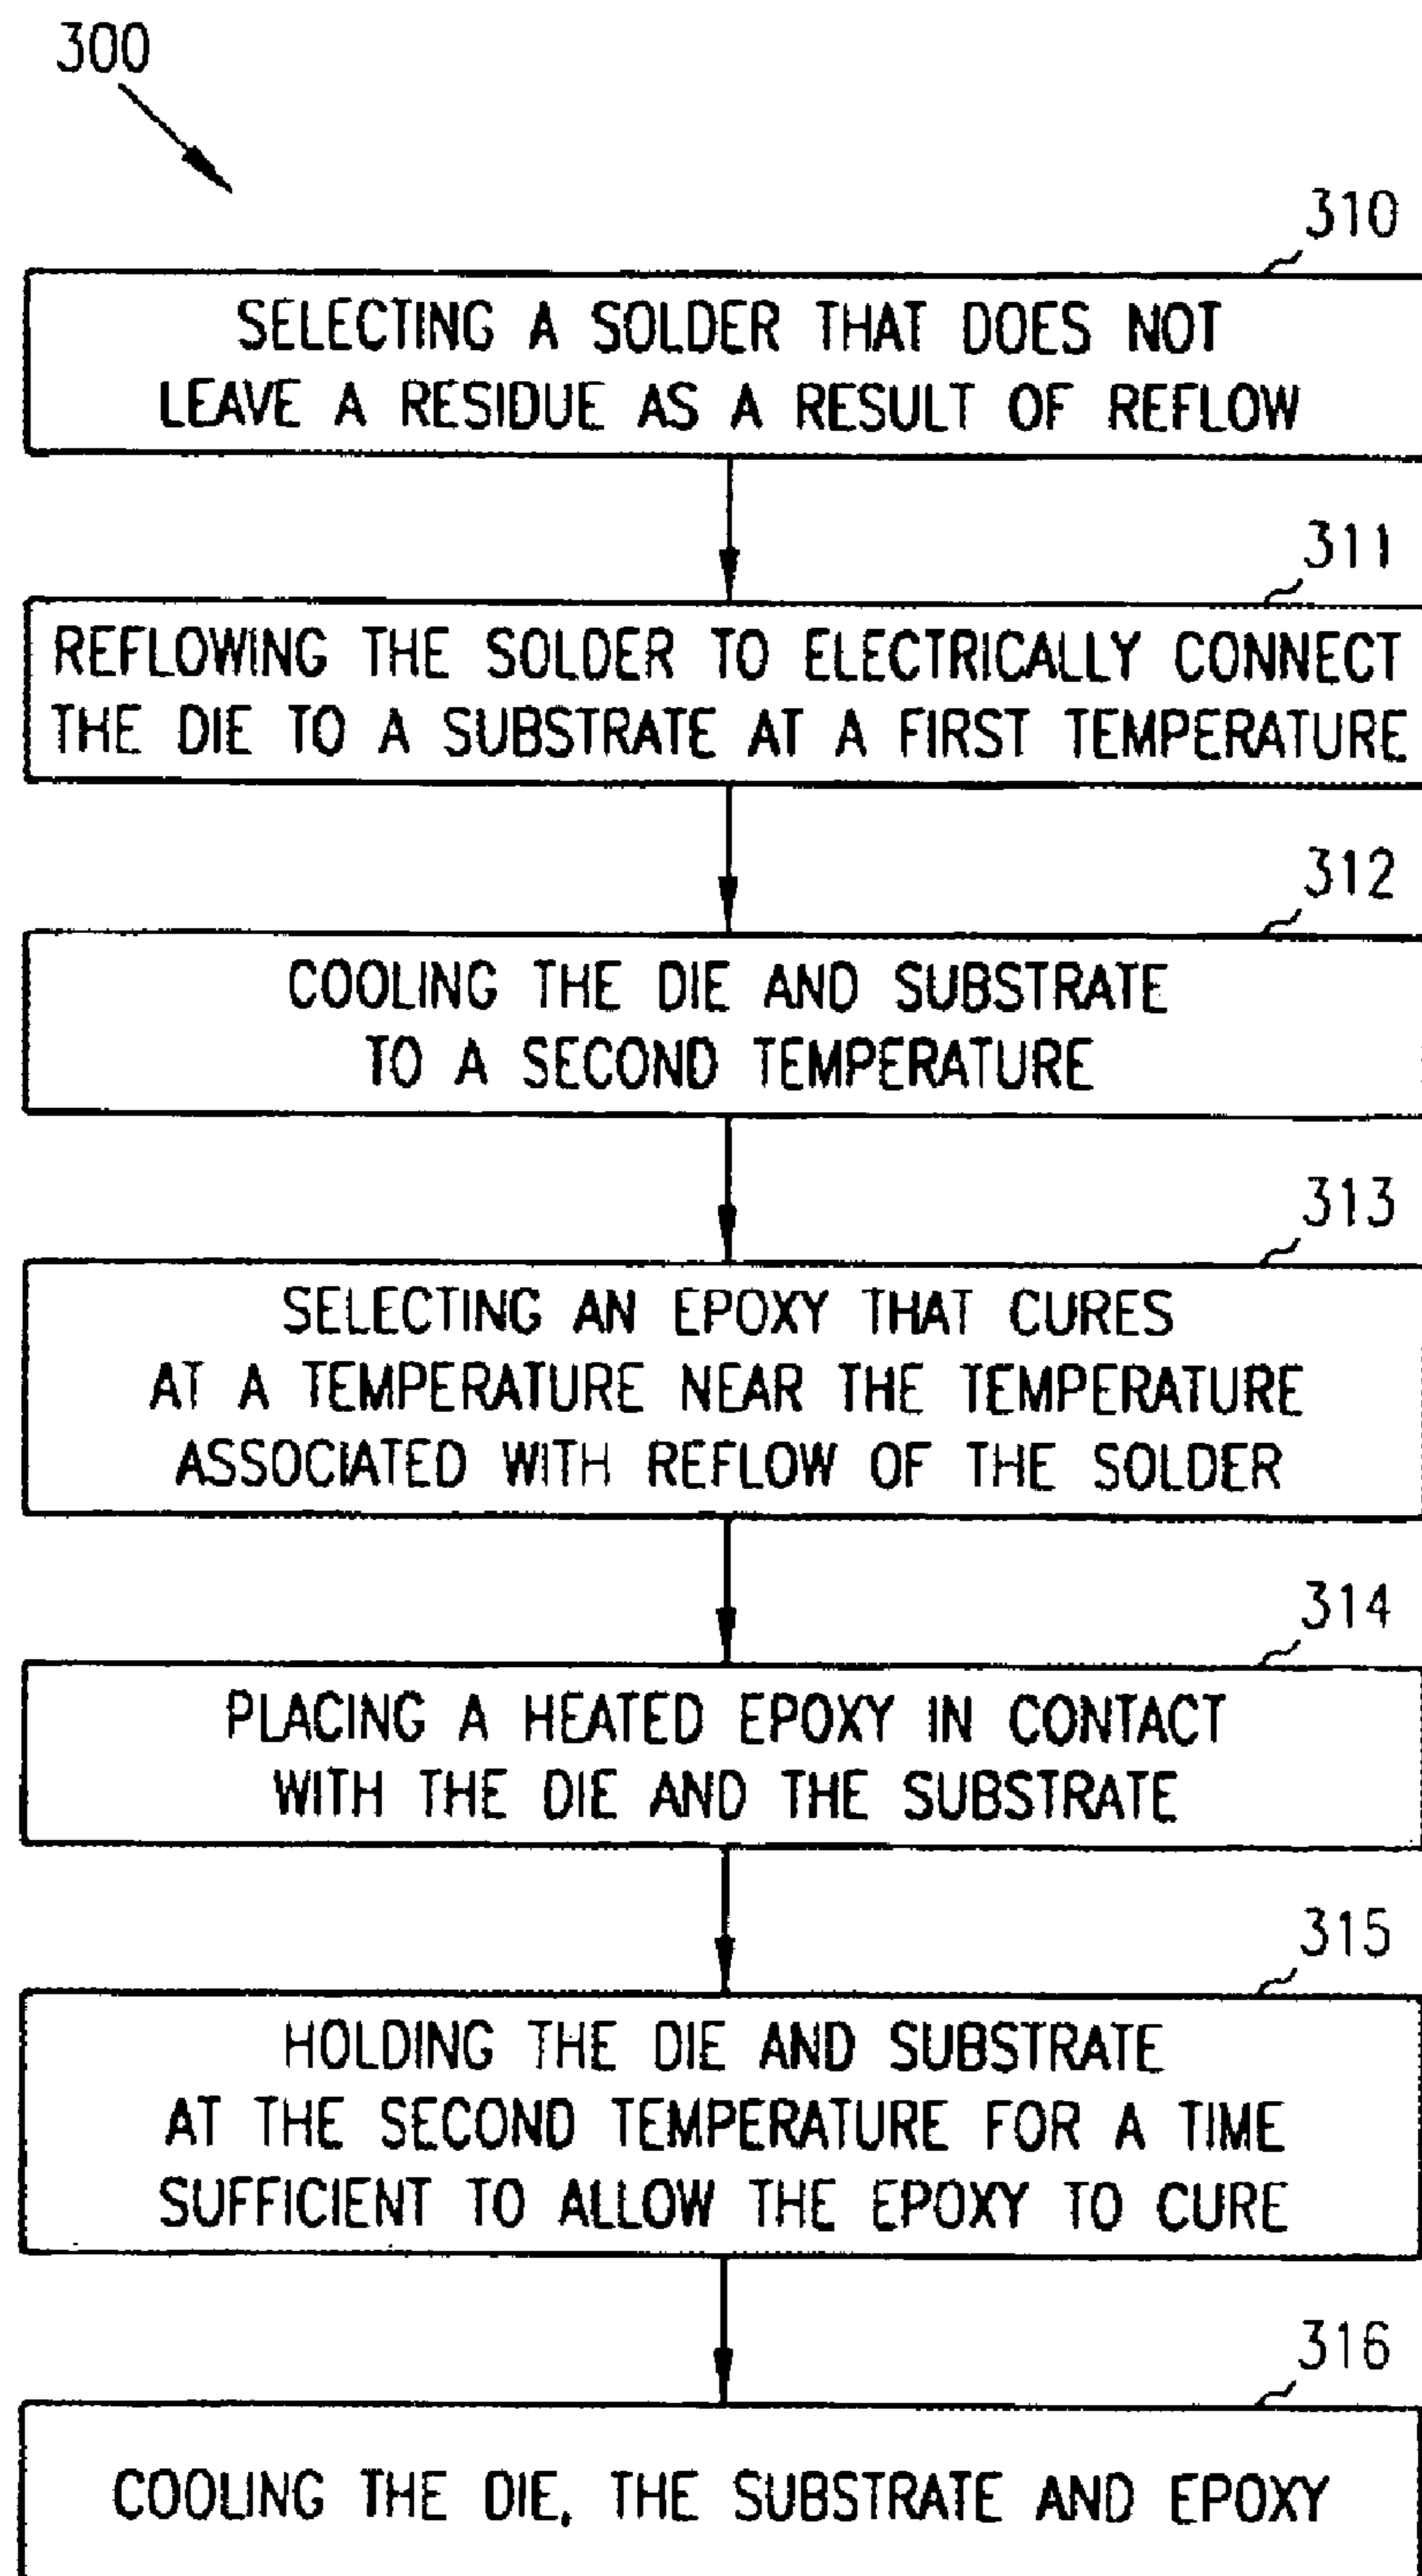 300
310
SELECTING A SOLDER THAT DOES NOT
LEAVE A RESIDUE AS A RESULT OF REFLOW
311
REFLOWING THE SOLDER TO ELECTRICALLY CONNECT
THE DIE TO A SUBSTRATE AT A FIRST TEMPERATURE
312
COOLING THE DIE AND SUBSTRATE
TO A SECOND TEMPERATURE
313
SELECTING AN EPOXY THAT CURES
AT A TEMPERATURE NEAR THE TEMPERATURE
ASSOCIATED WITH REFLOW OF THE SOLDER
314
PLACING A HEATED EPOXY IN CONTACT
WITH THE DIE AND THE SUBSTRATE
315
HOLDING THE DIE AND SUBSTRATE
AT THE SECOND TEMPERATURE FOR A TIME
SUFFICIENT TO ALLOW THE EPOXY TO CURE
316
COOLING THE DIE, THE SUBSTRATE AND EPOXY